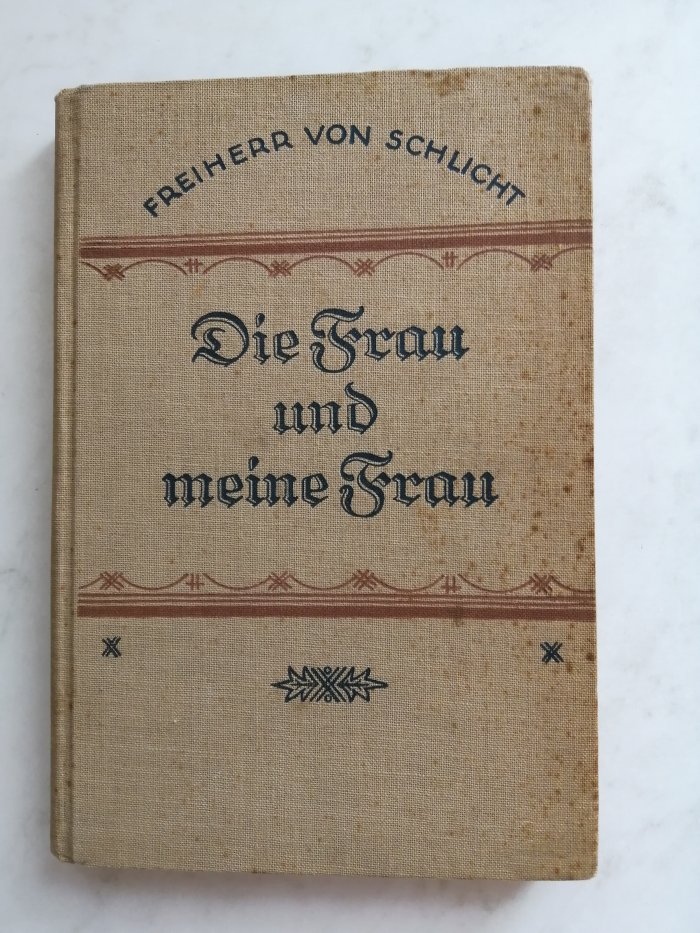 FREIHERR VON SCHLICHT
Die Frau
und
meine Frau